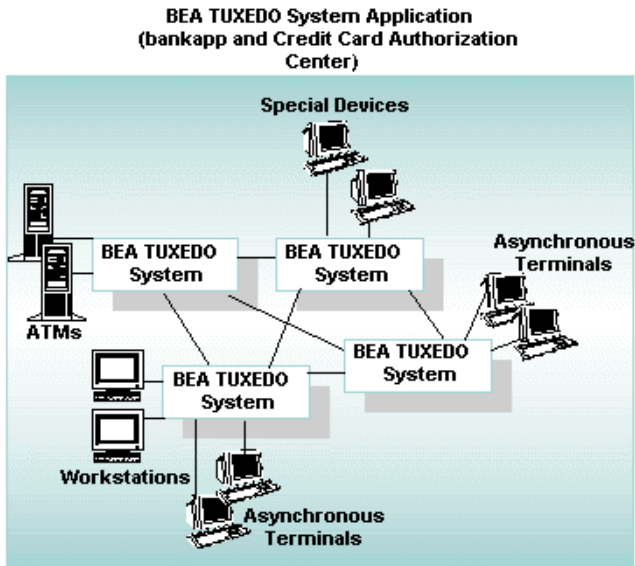 BEA TUXEDO System Application
(bankapp and Credit Card Authorization
Center)
Special Devices
Asynchronous
Terminals
BEA TUXEDO
System
BEA TUXEDO
System
ATMs
BEA TUXEDO
System
BEA TUXEDO
System
Workstations
Asynchronous
Terminals